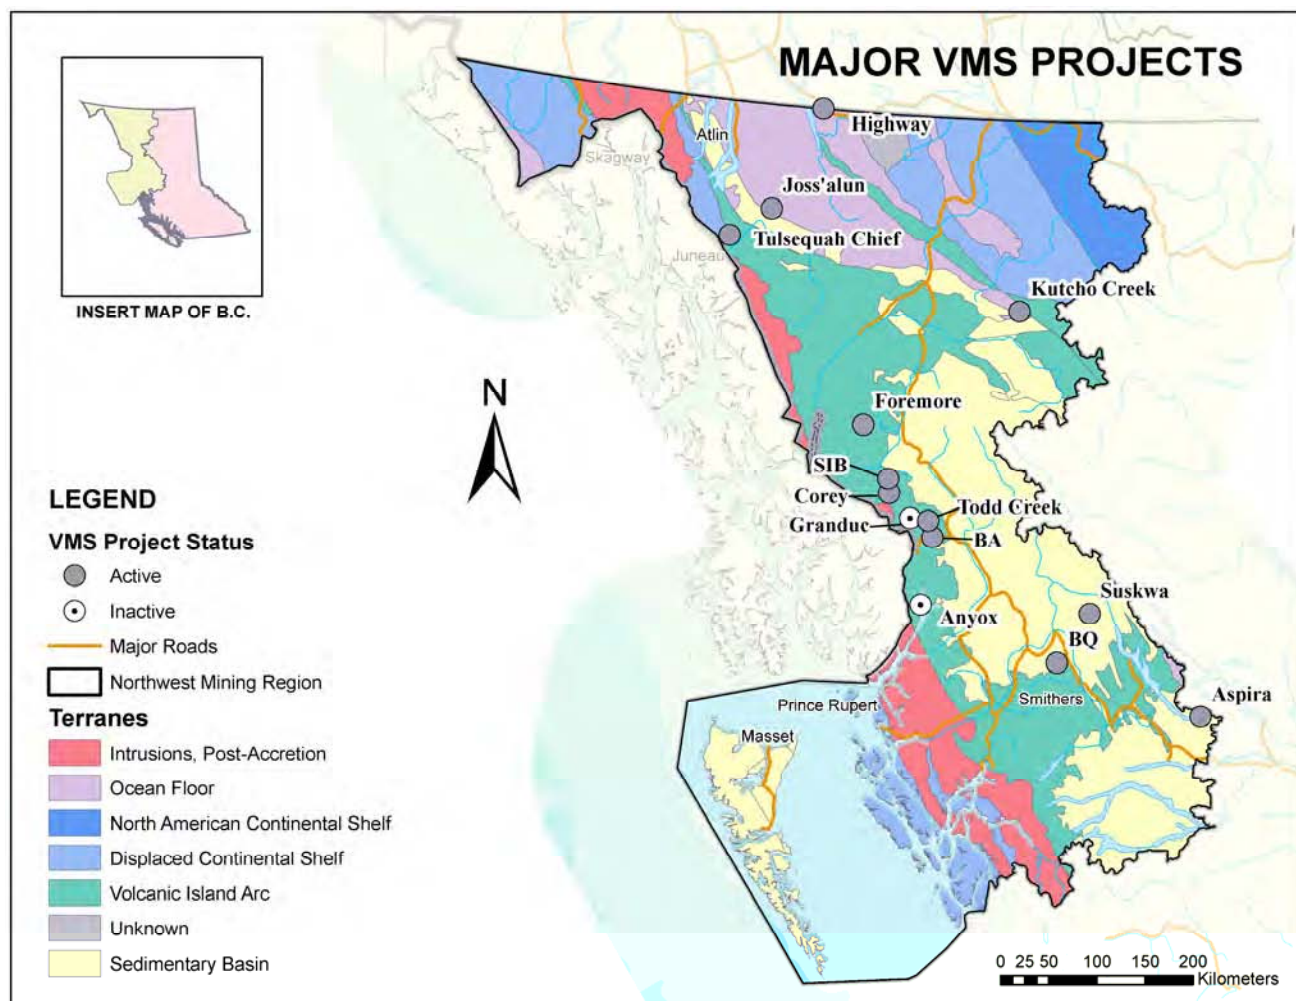 MAJOR VMS PROJECTS
INSERT MAP OF B.C.
Skagway
Atlin
Highway
Joss'alun
Tulsequah Chief
Juneau
Kutcho Creek
N
Foremore
SIB
Corey
Todd Creek
Granduc
BA
Anyox
Suskwa
BQ
Smithers
Aspira
Prince Rupert
Masset
LEGEND
VMS Project Status
Active
Inactive
Major Roads
Northwest Mining Region
Terranes
Intrusions, Post-Accretion
Ocean Floor
North American Continental Shelf
Displaced Continental Shelf
Volcanic Island Arc
Unknown
Sedimentary Basin
0 25 50 100 150 200
Kilometers